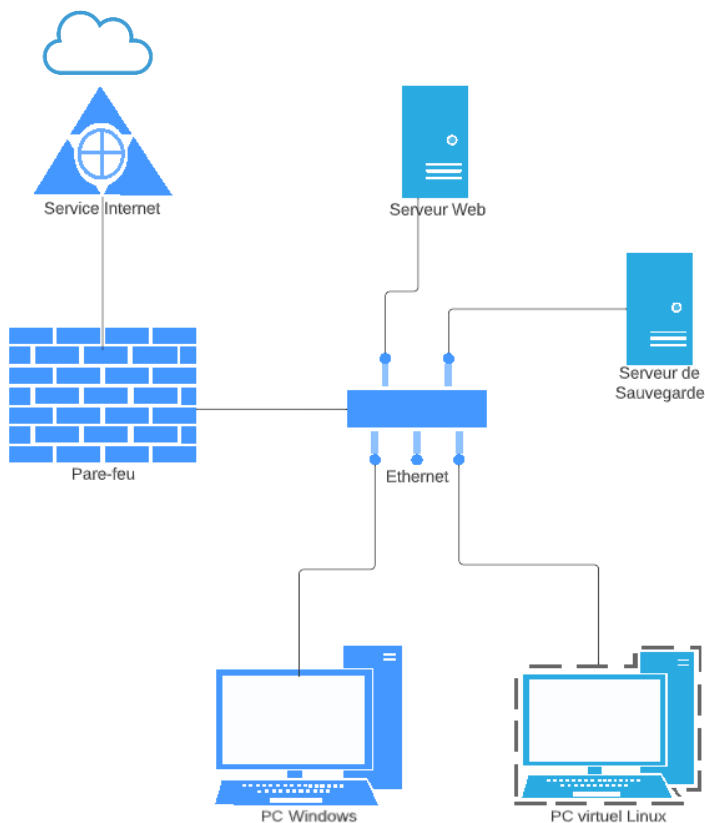 Service Internet
Serveur Web
Serveur de
Sauvegarde
Pare-feu
Ethernet
PC Windows
PC virtuel Linux